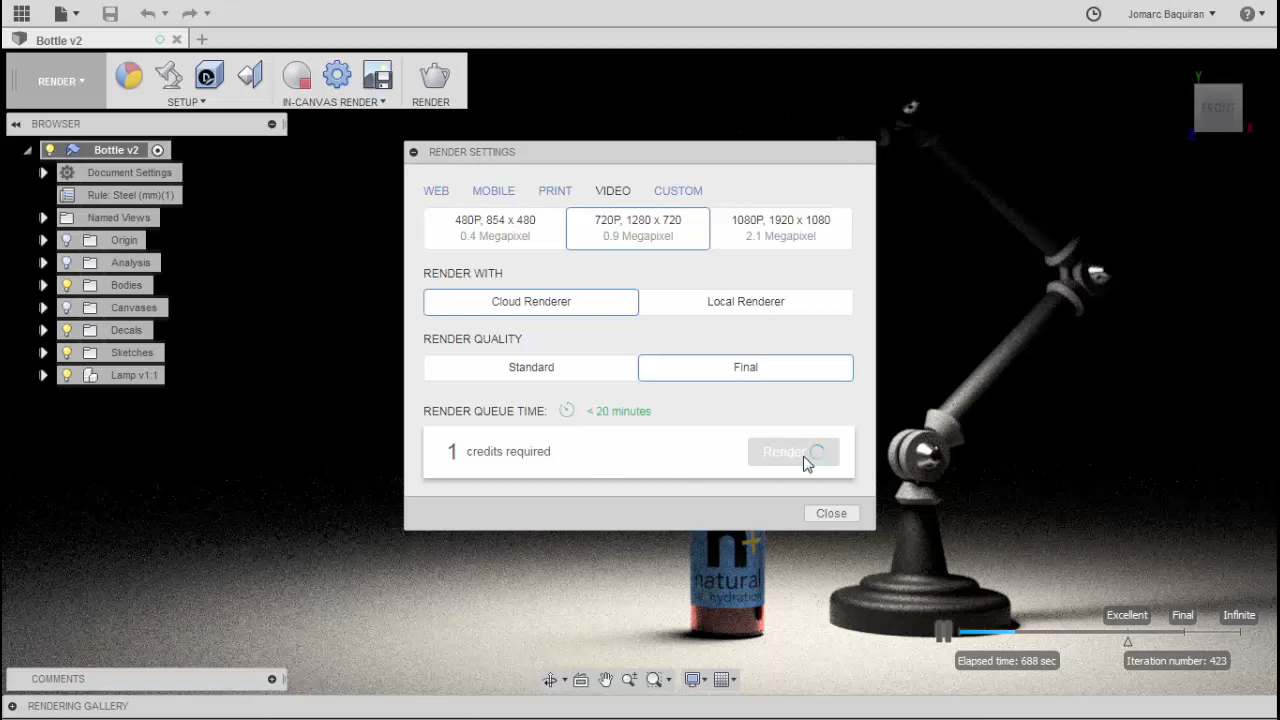 Jomarc Baquiran
Bottle v2
RENDER
SETUP
IN-CANVAS RENDER
RENDER
BROWSER
Bottle v2
Document Settings
Rule: Steel (mm)(1)
Named Views
Origin
Analysis
Bodies
Canvases
Decals
Sketches
Lamp v1:1
Y
FRONT
X
Z
RENDER SETTINGS
WEB MOBILE PRINT VIDEO CUSTOM
480P, 854 x 480 720P, 1280 x 720 1080P, 1920 x 1080
0.4 Megapixel 0.9 Megapixel 2.1 Megapixel
RENDER WITH
Cloud Renderer Local Renderer
RENDER QUALITY
Standard Final
RENDER QUEUE TIME: < 20 minutes
1 credits required Render
Close
n+
natural
hydration
Excellent Final Infinite
Elapsed time: 688 sec Iteration number: 423
COMMENTS
RENDERING GALLERY